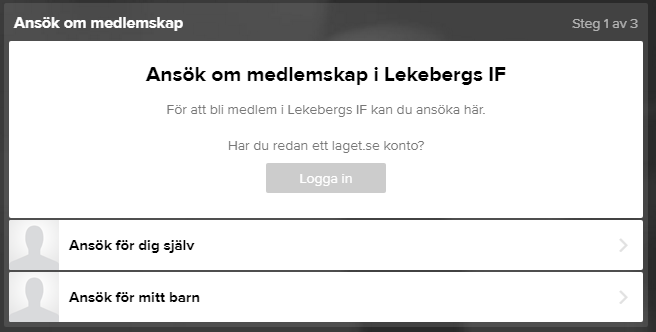 Ansök om medlemskap
Steg 1 av 3
Ansök om medlemskap i Lekebergs IF
För att bli medlem i Lekebergs IF kan du ansöka här.
Har du redan ett laget.se konto?
Logga in
Ansök för dig själv
Ansök för mitt barn